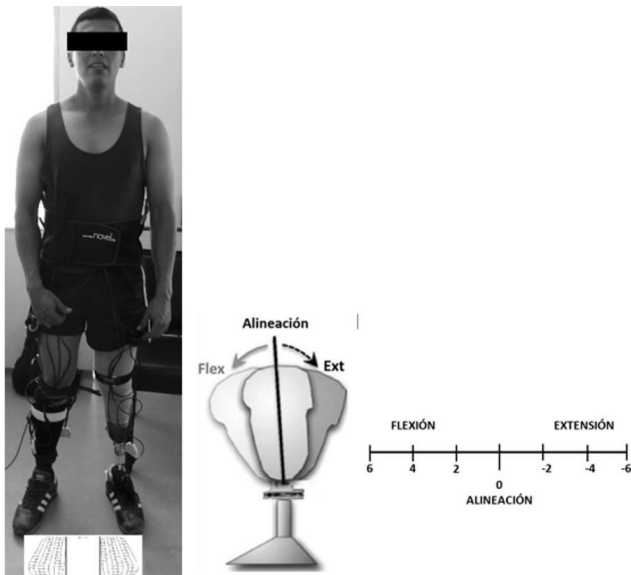 novel
Alineación
Flex
Ext
FLEXIÓN
EXTENSIÓN
6 4 2 0 -2 -4 -6
ALINEACIÓN